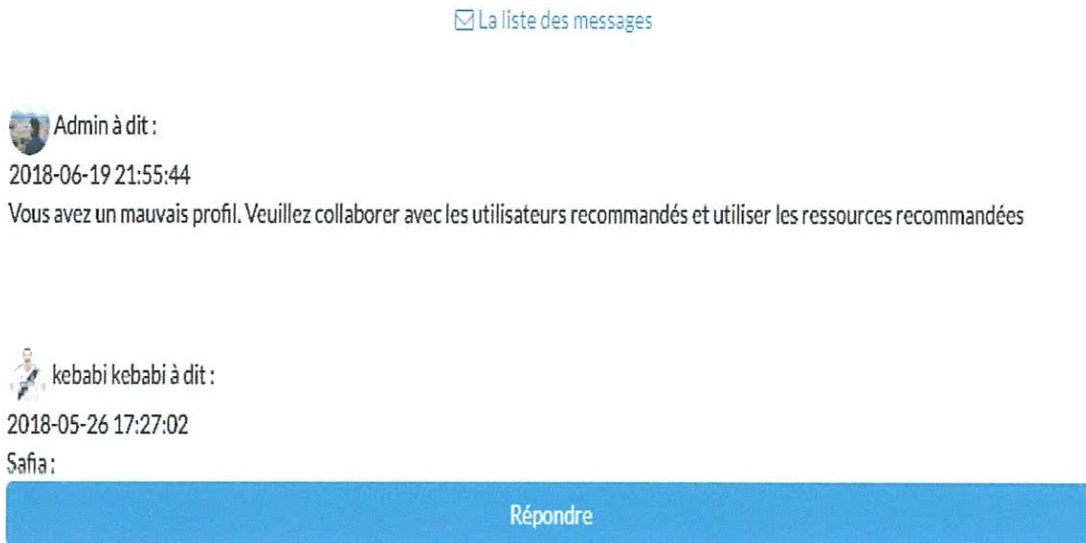 La liste des messages
Admin à dit :
2018-06-19 21:55:44
Vous avez un mauvais profil. Veuillez collaborer avec les utilisateurs recommandés et utiliser les ressources recommandées
kebabi kebabi à dit :
2018-05-26 17:27:02
Safia :
Répondre